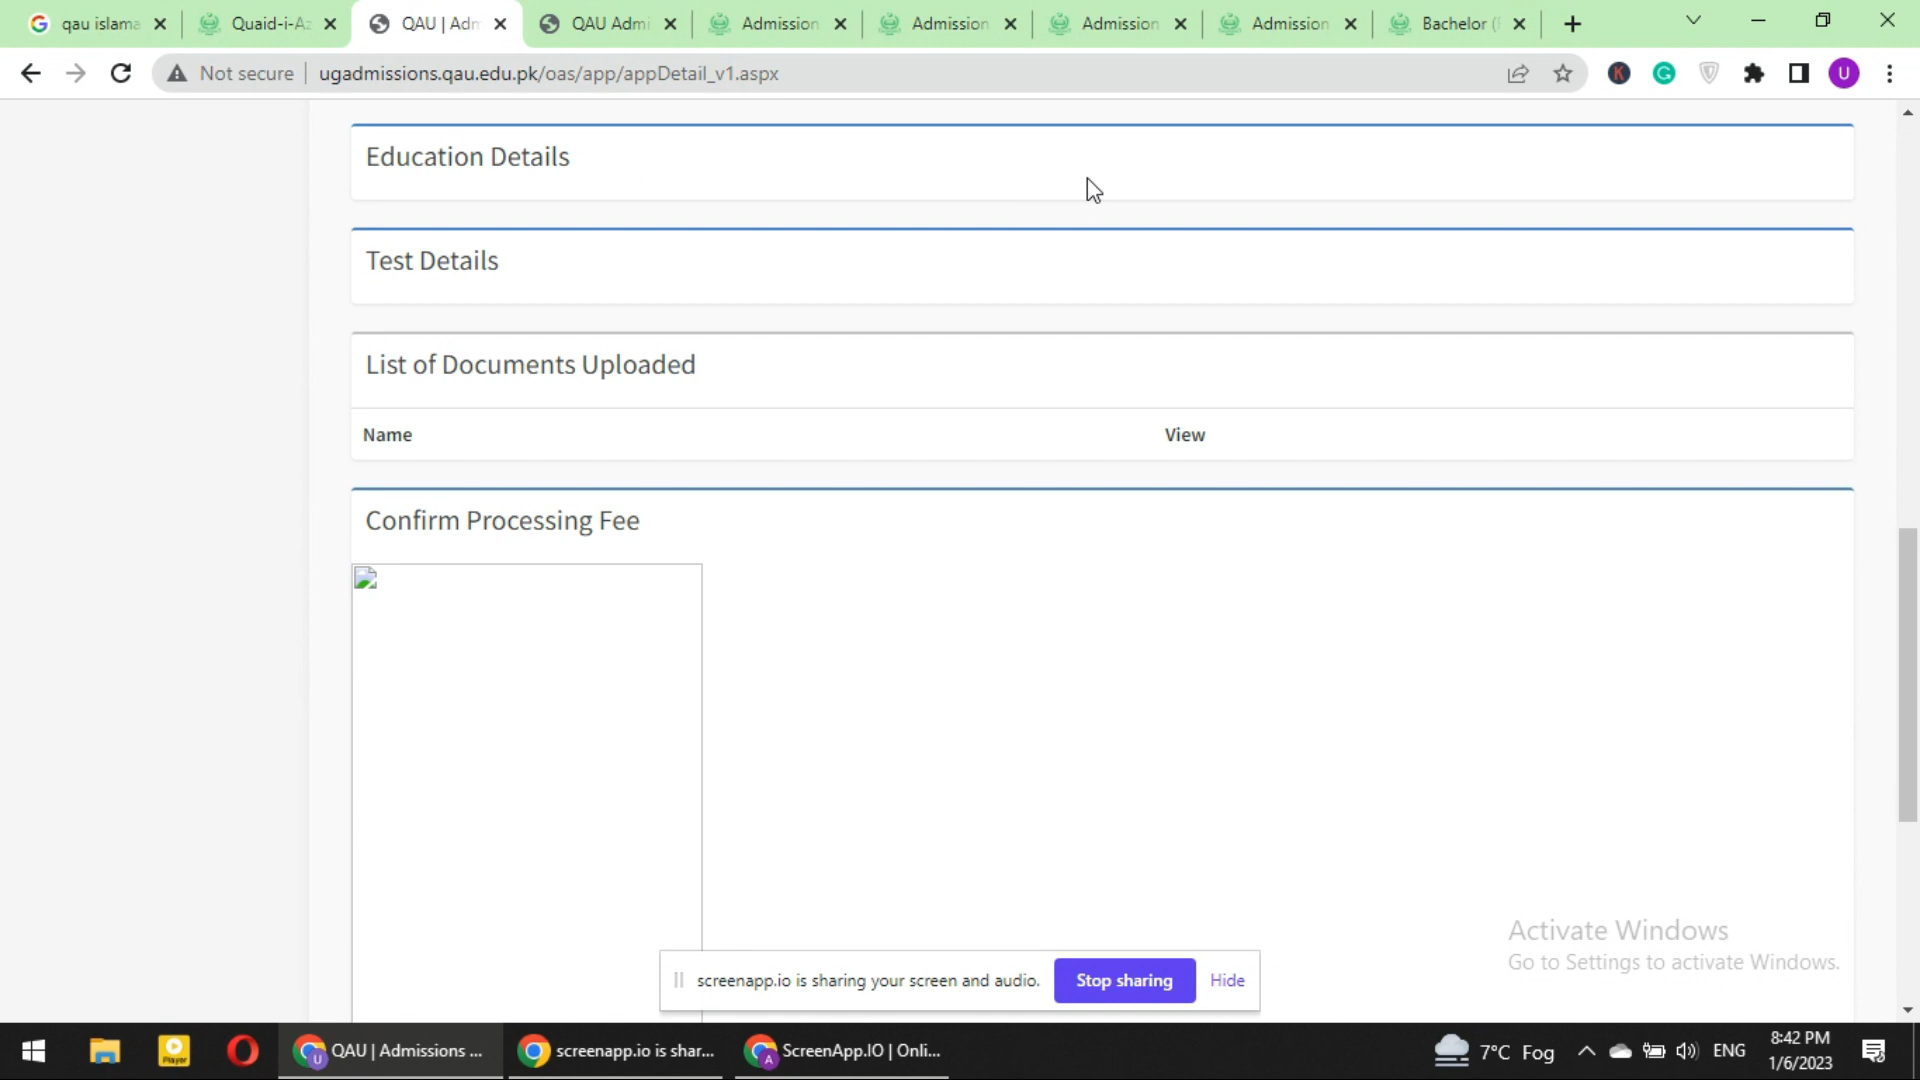 qau islama
Quaid-i-Az
QAU | Adm
QAU Admi
Admission
Admission
Admission
Admission
Bachelor (
Not secure
ugadmissions.qau.edu.pk/oas/app/appDetail_v1.aspx
U
Education Details
Test Details
List of Documents Uploaded
Name View
Confirm Processing Fee
Activate Windows
Go to Settings to activate Windows.
screenapp.io is sharing your screen and audio.
Stop sharing
Hide
Player
QAU | Admissions ...
screenapp.io is shar...
ScreenApp.IO | Onli...
7°C Fog
ENG
8:42 PM
1/6/2023